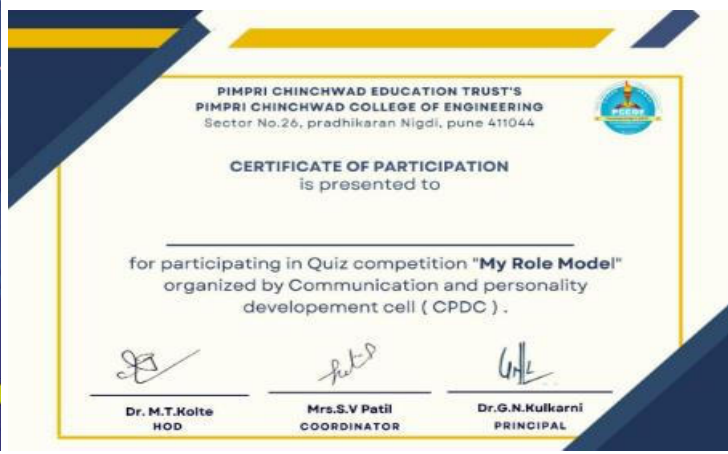 PIMPRI CHINCHWAD EDUCATION TRUST'S
PIMPRI CHINCHWAD COLLEGE OF ENGINEERING
Sector No.26, pradhikaran Nigdi, pune 411044
CERTIFICATE OF PARTICIPATION
is presented to
for participating in Quiz competition "My Role Model"
organized by Communication and personality
developement cell ( CPDC ) .
Dr. M.T.Kolte
HOD
Mrs.S.V Patil
COORDINATOR
Dr.G.N.Kulkarni
PRINCIPAL